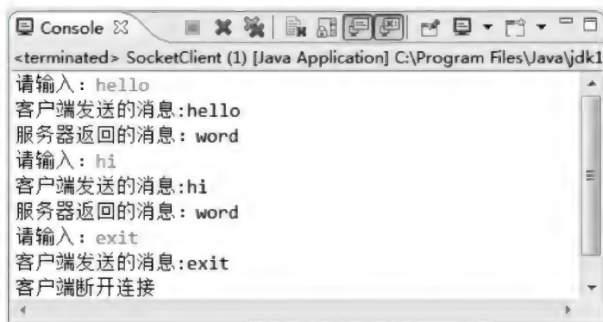 Console
<terminated> SocketClient (1) [Java Application] C:\Program Files\Java\jdk1
请输入: hello
客户端发送的消息:hello
服务器返回的消息: word
请输入: hi
客户端发送的消息:hi
服务器返回的消息: word
请输入: exit
客户端发送的消息:exit
客户端断开连接